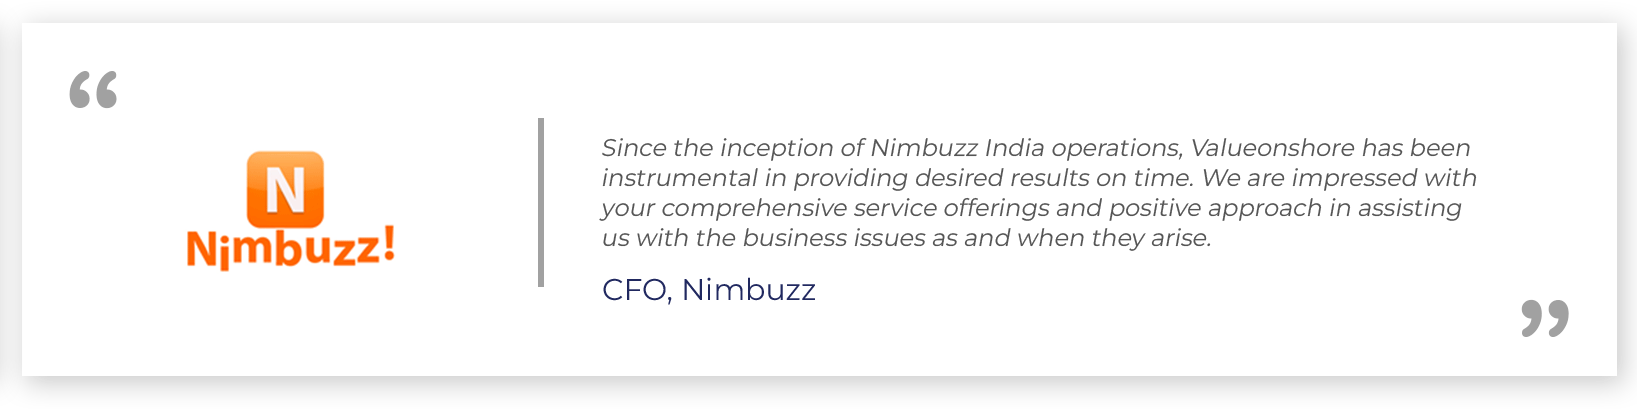 “
N
Nimbuzz!
Since the inception of Nimbuzz India operations, Valueonshore has been
instrumental in providing desired results on time. We are impressed with
your comprehensive service offerings and positive approach in assisting
us with the business issues as and when they arise.
CFO, Nimbuzz
”